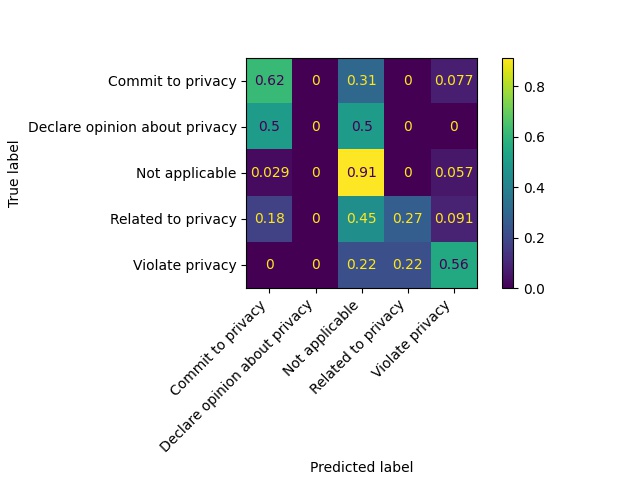 True label
Commit to privacy 0.62 0 0.31 0 0.077
Declare opinion about privacy 0.5 0 0.5 0 0
Not applicable 0.029 0 0.91 0 0.057
Related to privacy 0.18 0 0.45 0.27 0.091
Violate privacy 0 0 0.22 0.22 0.56
Commit to privacy
Declare opinion about privacy
Not applicable
Related to privacy
Violate privacy
Predicted label
0.8
0.6
0.4
0.2
0.0